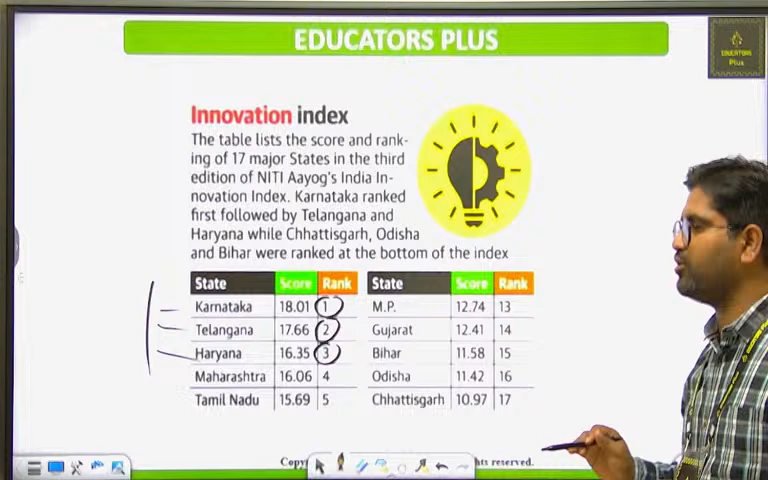 EDUCATORS PLUS
EDUCATORS
Plus
Innovation index
The table lists the score and rank-
ing of 17 major States in the third
edition of NITI Aayog's India In-
novation Index. Karnataka ranked
first followed by Telangana and
Haryana while Chhattisgarh, Odisha
and Bihar were ranked at the bottom of the index
State Score Rank State Score Rank
Karnataka 18.01 1 M.P. 12.74 13
Telangana 17.66 2 Gujarat 12.41 14
Haryana 16.35 3 Bihar 11.58 15
Maharashtra 16.06 4 Odisha 11.42 16
Tamil Nadu 15.69 5 Chhattisgarh 10.97 17
Copy hts reserved.